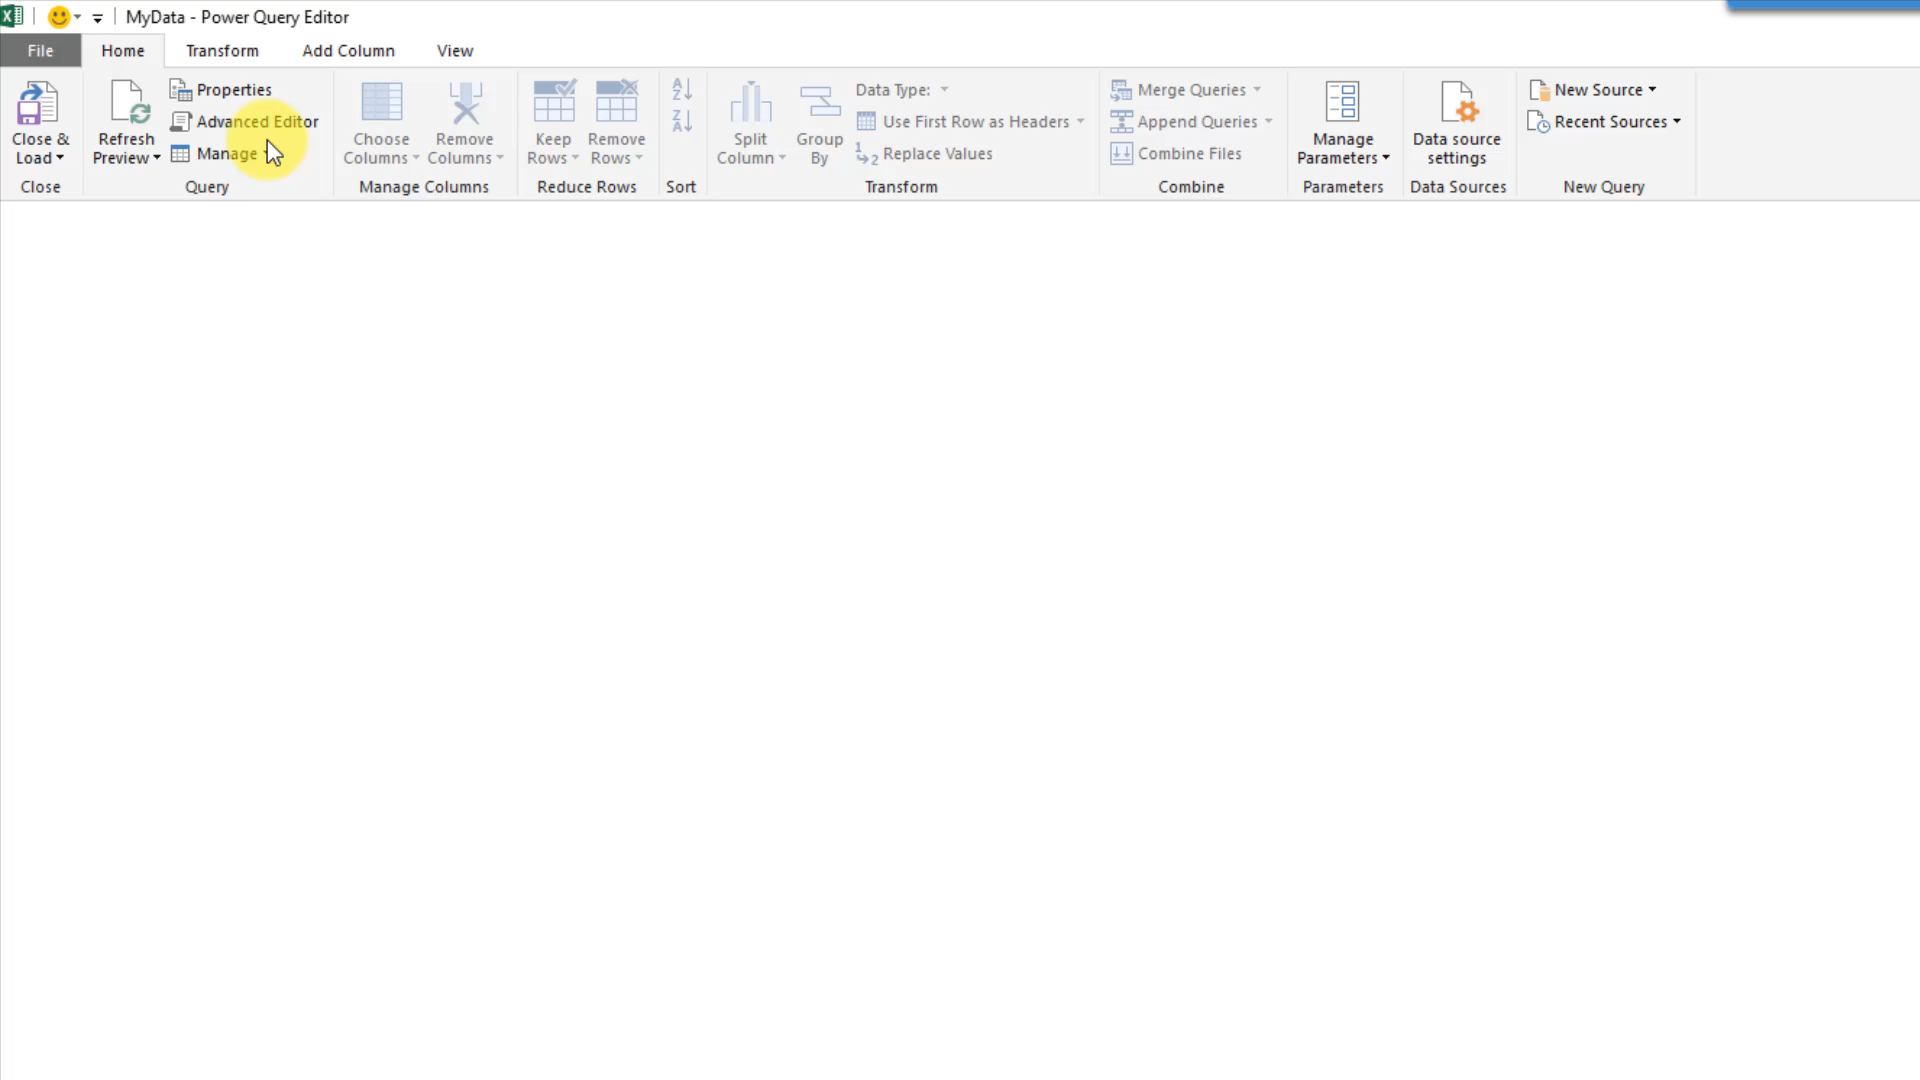 MyData - Power Query Editor
File Home Transform Add Column View
Close & Load
Refresh Preview
Properties
Advanced Editor
Manage
Choose Columns
Remove Columns
Keep Rows
Remove Rows
A Z
Z A
Split Column
Group By
Data Type:
Use First Row as Headers
1 2 Replace Values
Merge Queries
Append Queries
Combine Files
Manage Parameters
Data source settings
New Source
Recent Sources
Close Query Manage Columns Reduce Rows Sort Transform Combine Parameters Data Sources New Query